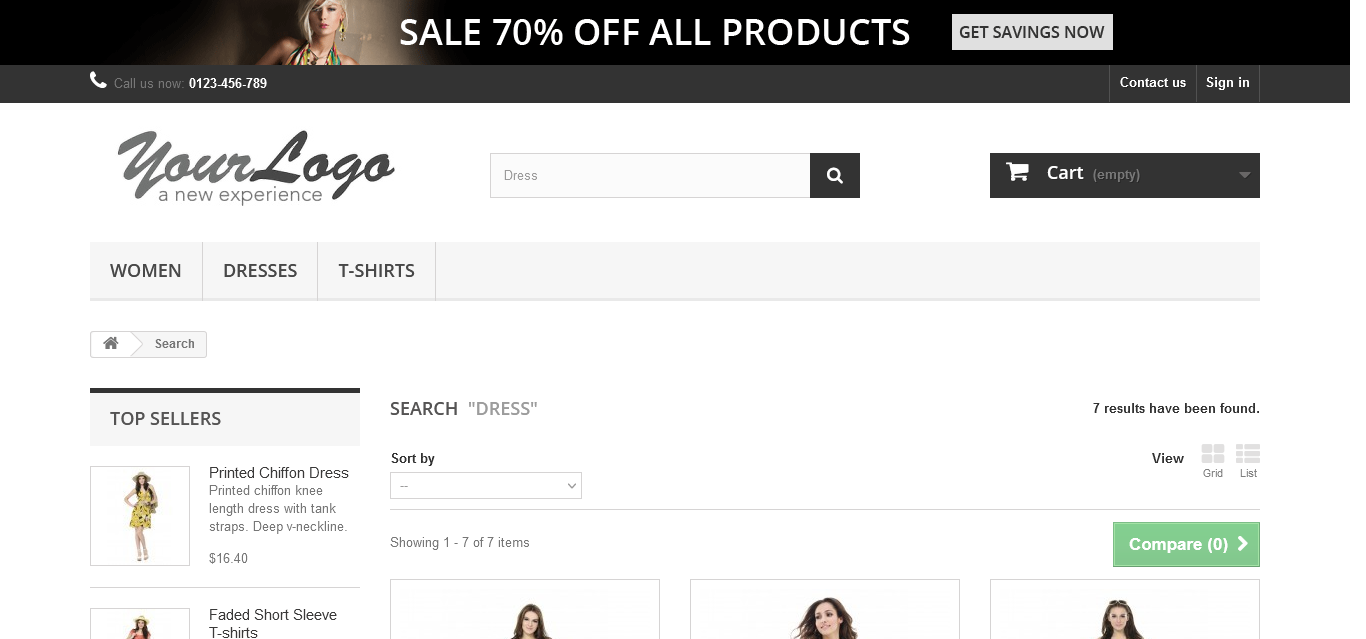 SALE 70% OFF ALL PRODUCTS GET SAVINGS NOW
Call us now: 0123-456-789 Contact us Sign in
YourLogo
a new experience
Dress
Cart (empty)
WOMEN DRESSES T-SHIRTS
Search
TOP SELLERS
Printed Chiffon Dress
Printed chiffon knee
length dress with tank
straps. Deep v-neckline.
$16.40
Faded Short Sleeve
T-shirts
SEARCH "DRESS" 7 results have been found.
Sort by
--
View
Grid List
Showing 1 - 7 of 7 items
Compare (0)